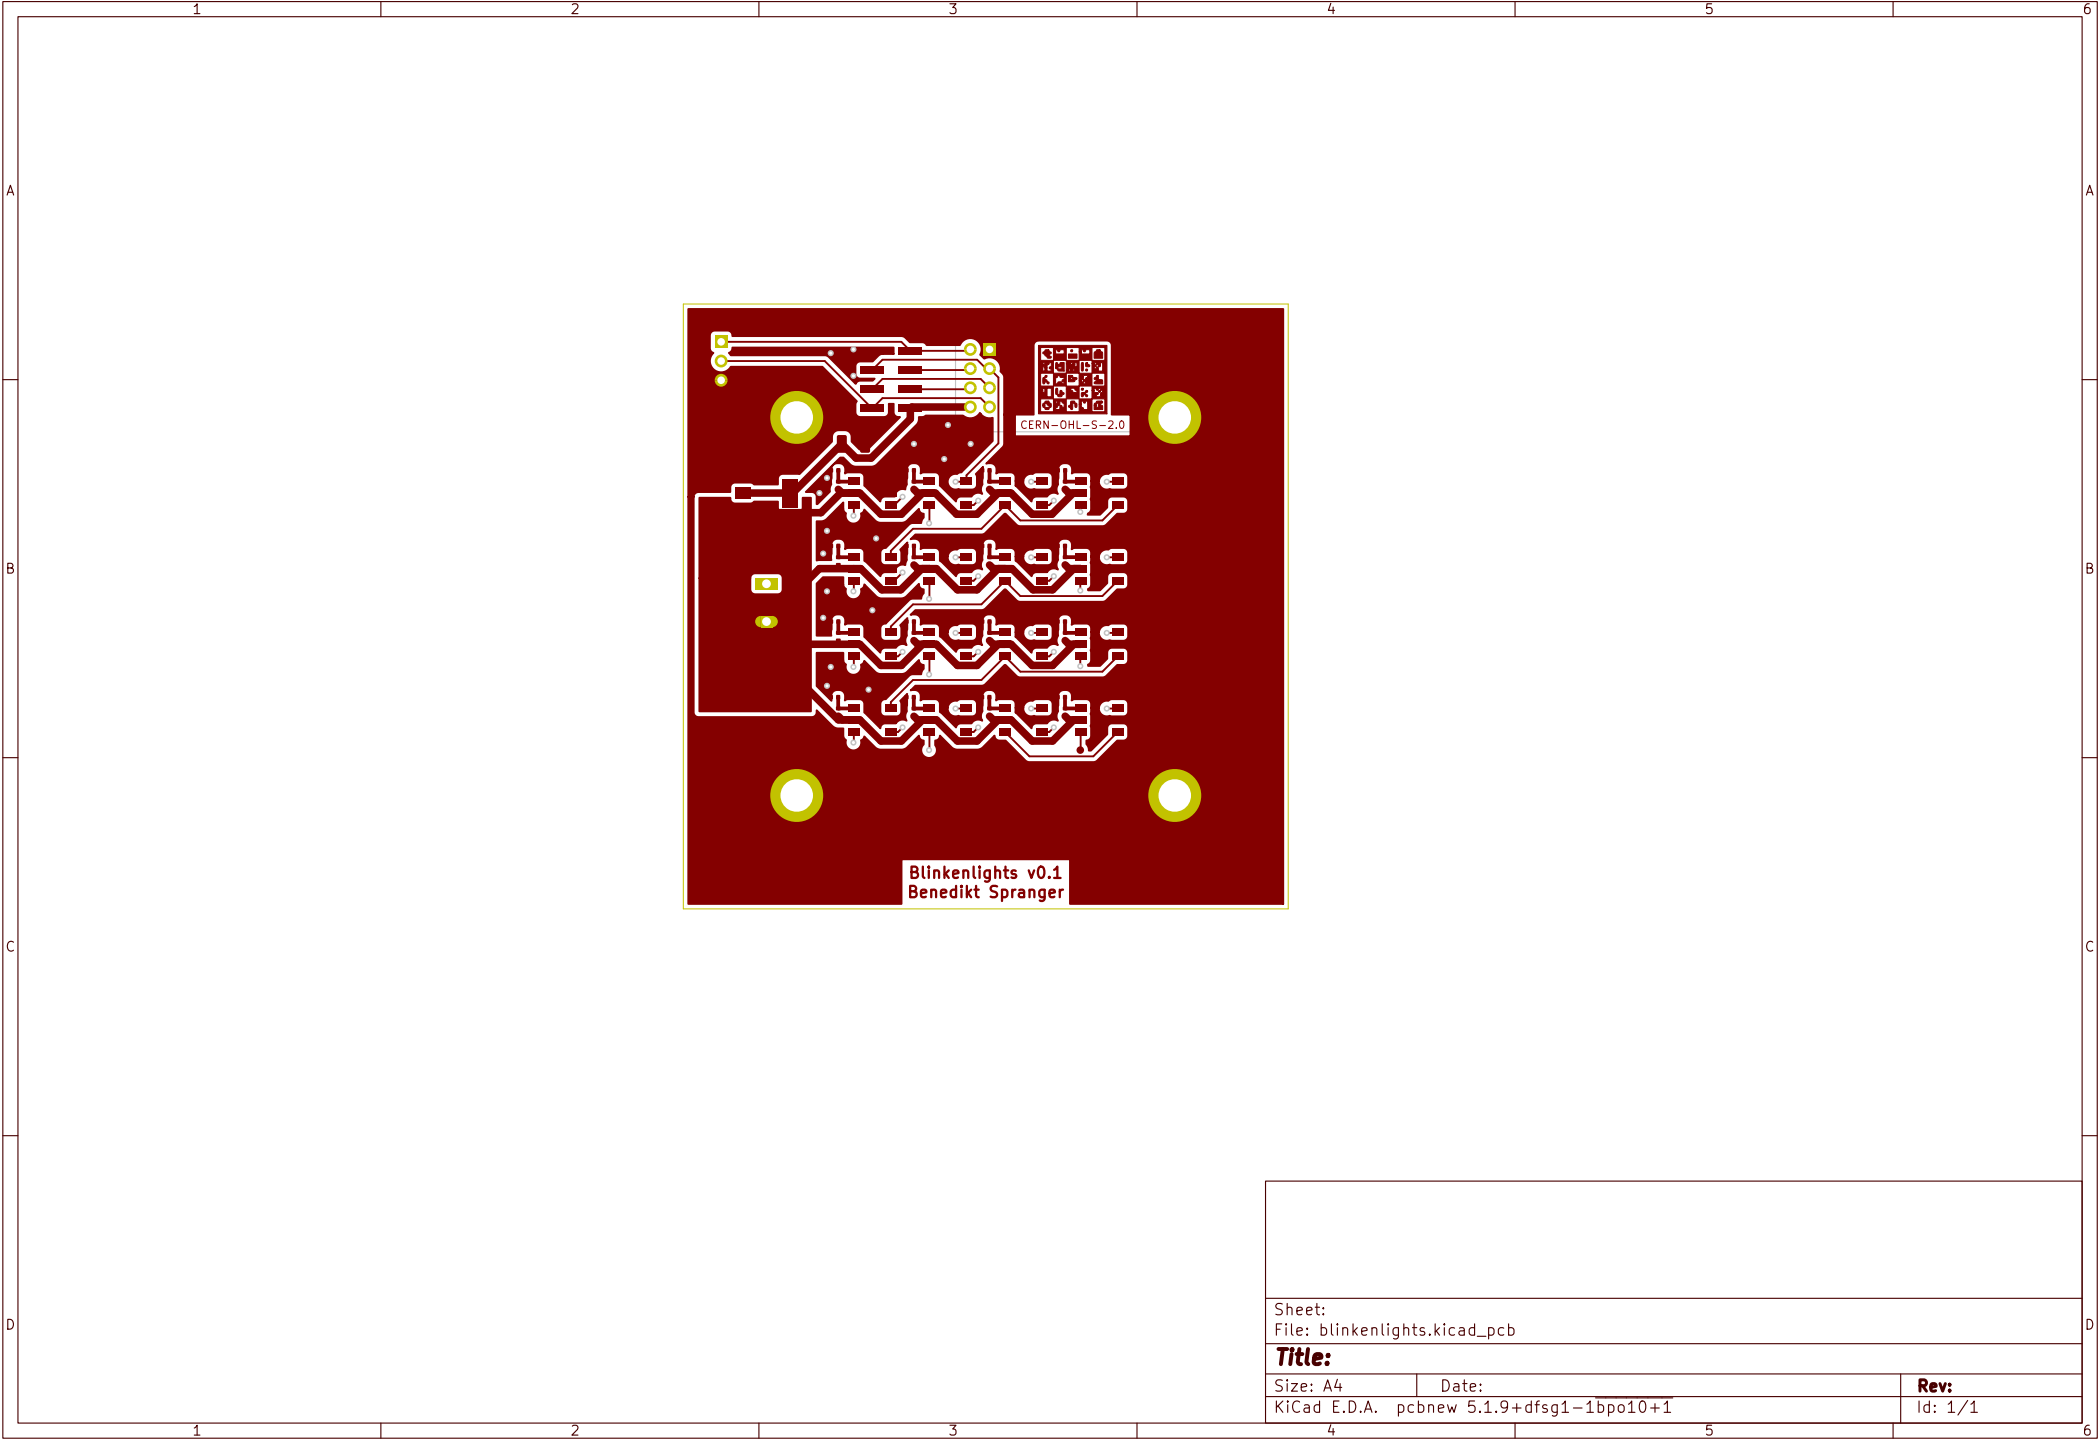 1 2 3 4 5 6
A A
CERN-OHL-S-2.0
B B
Blinkenlights v0.1
Benedikt Spranger
C C
Sheet:
File: blinkenlights.kicad_pcb
D D
Title:
Size: A4 Date: Rev:
KiCad E.D.A. pcbnew 5.1.9+dfsg1-1bpo10+1 Id: 1/1
1 2 3 4 5 6